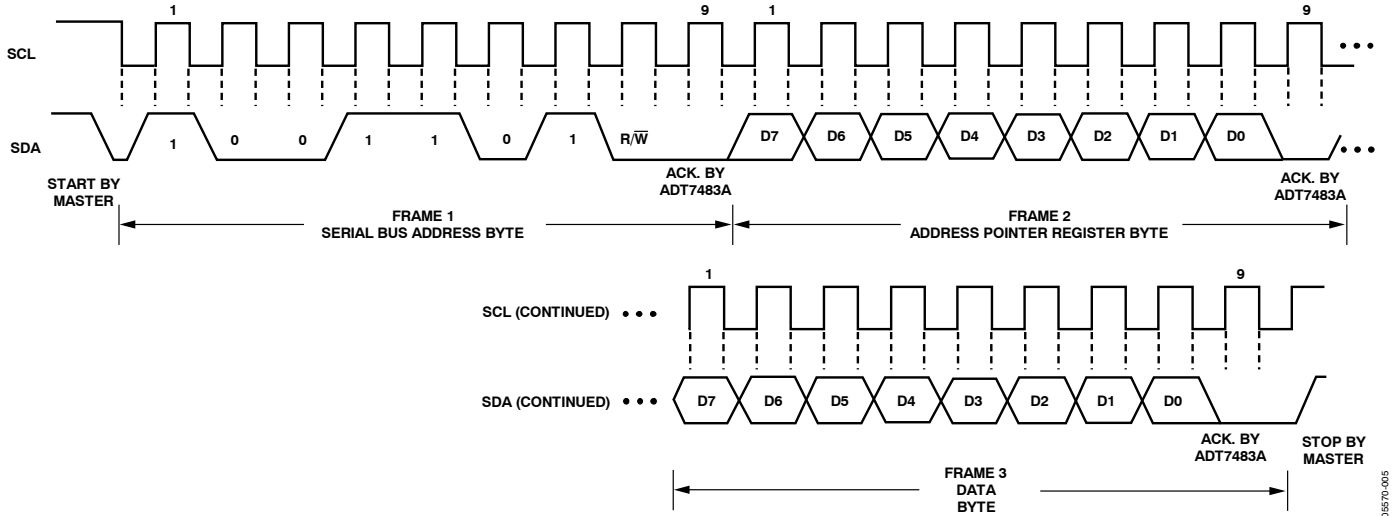 1 9 1 9
SCL
SDA
1 0 0 1 1 0 1 R/W̅ D7 D6 D5 D4 D3 D2 D1 D0
START BY
MASTER
ACK. BY
ADT7483A
ACK. BY
ADT7483A
FRAME 1
SERIAL BUS ADDRESS BYTE
FRAME 2
ADDRESS POINTER REGISTER BYTE
1 9
SCL (CONTINUED)
SDA (CONTINUED)
D7 D6 D5 D4 D3 D2 D1 D0
ACK. BY
ADT7483A
STOP BY
MASTER
FRAME 3
DATA
BYTE
05570-005